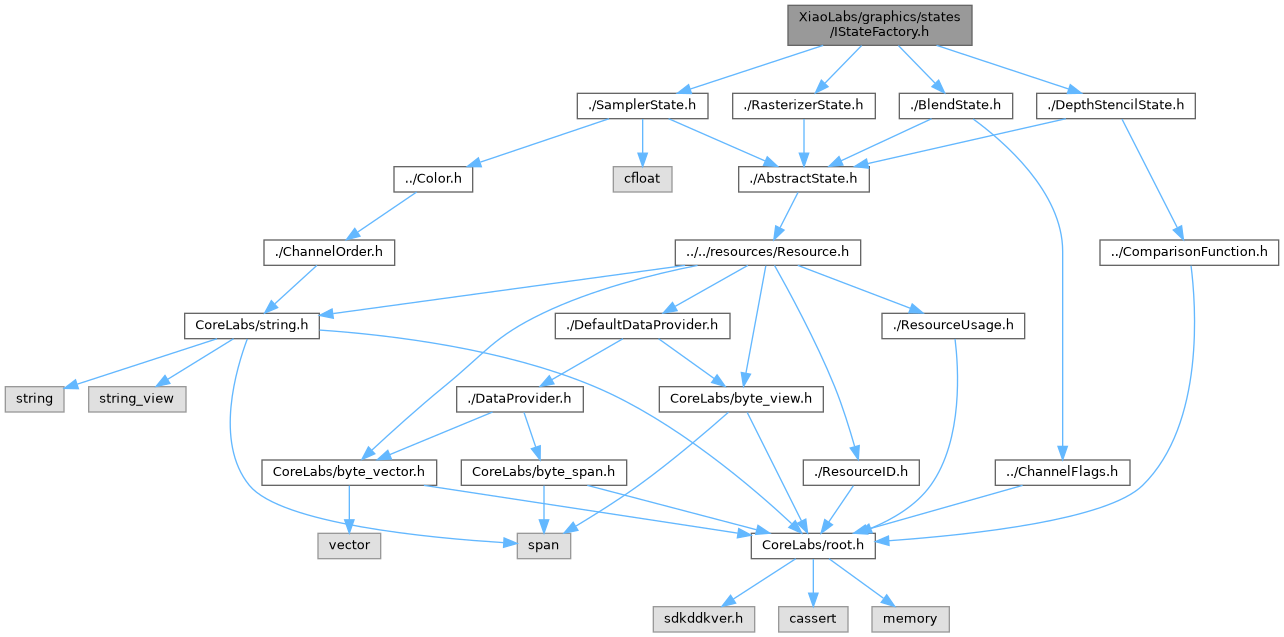 XiaoLabs/graphics/states
/IStateFactory.h
./SamplerState.h
./RasterizerState.h
./BlendState.h
./DepthStencilState.h
../Color.h
cfloat
./AbstractState.h
./ChannelOrder.h
../../resources/Resource.h
../ComparisonFunction.h
CoreLabs/string.h
./DefaultDataProvider.h
./ResourceUsage.h
string
string_view
./DataProvider.h
CoreLabs/byte_view.h
CoreLabs/byte_vector.h
CoreLabs/byte_span.h
./ResourceID.h
../ChannelFlags.h
vector
span
CoreLabs/root.h
sdkddkver.h
cassert
memory